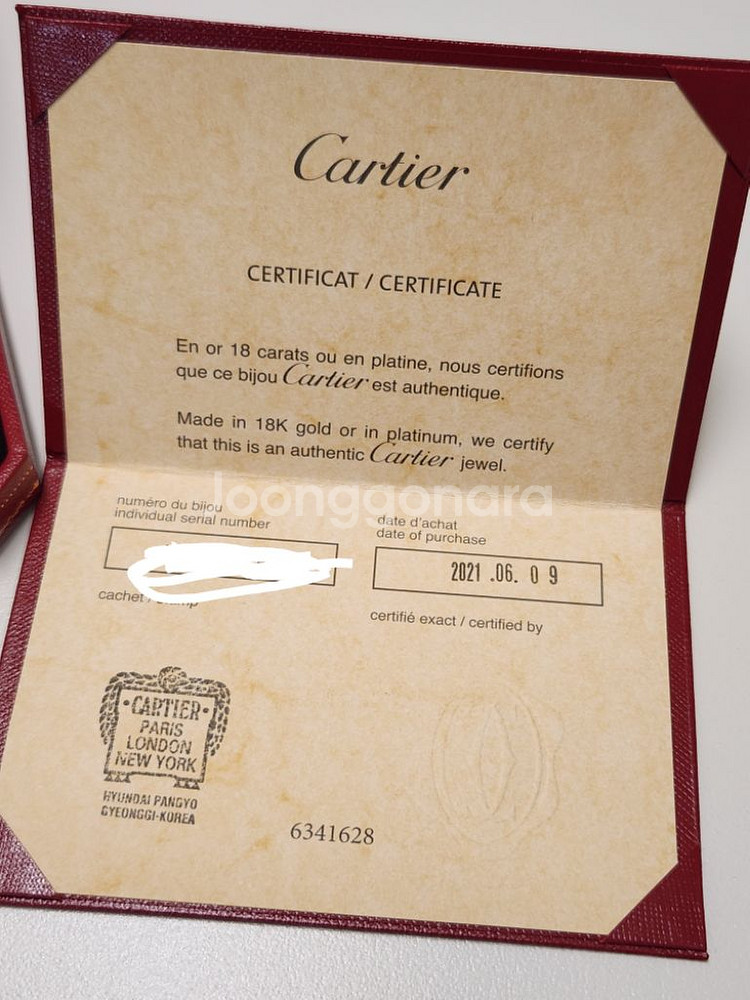 Cartier
CERTIFICAT / CERTIFICATE
En or 18 carats ou en platine, nous certifions
que ce bijou Cartier est authentique.
Made in 18K gold or in platinum, we certify
that this is an authentic Cartier jewel.
joonggonara
numéro du bijou
individual serial number
date d'achat
date of purchase
2021 .06. 0 9
cachet /
certifié exact / certified by
·CARTIER·
PARIS
LONDON
NEW YORK
HYUNDAI PANGYO
GYEONGGI-KOREA
6341628